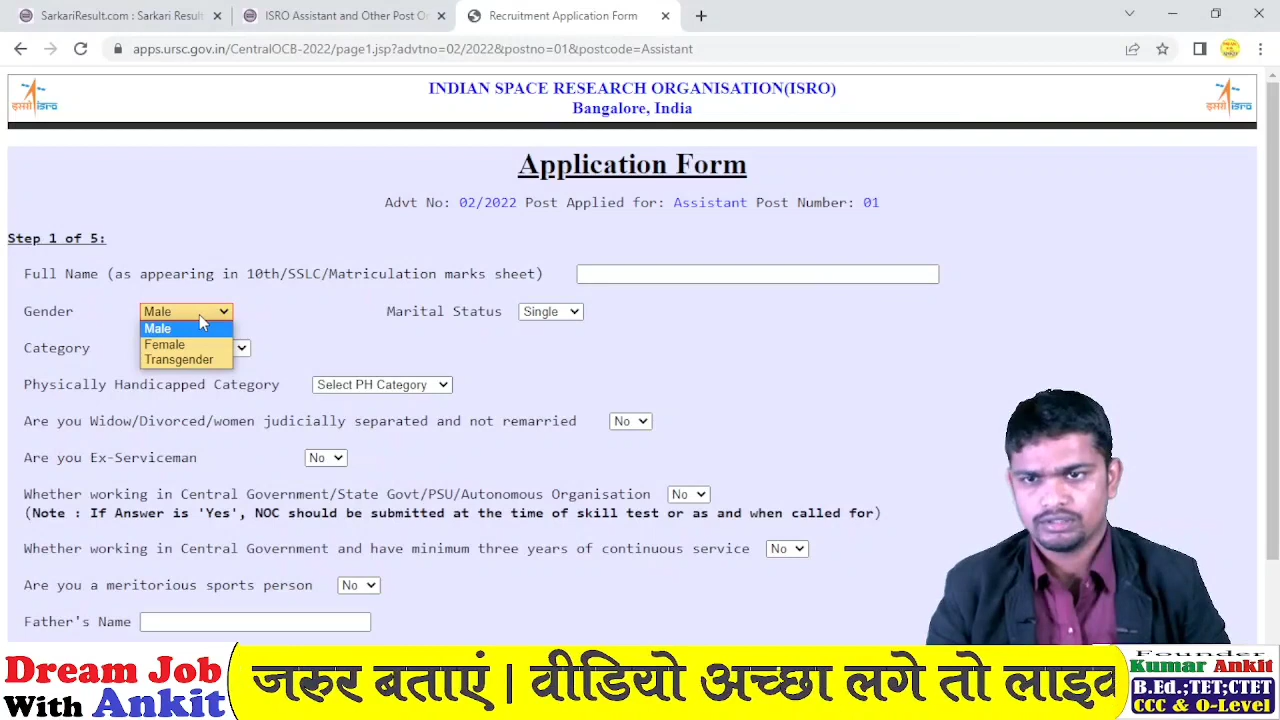 SarkariResult.com : Sarkari Result
ISRO Assistant and Other Post On
Recruitment Application Form
apps.ursc.gov.in/CentralOCB-2022/page1.jsp?advtno=02/2022&postno=01&postcode=Assistant
INDIAN SPACE RESEARCH ORGANISATION(ISRO)
Bangalore, India
इसरो isro
इसरो isro
Application Form
Advt No: 02/2022 Post Applied for: Assistant Post Number: 01
Step 1 of 5:
Full Name (as appearing in 10th/SSLC/Matriculation marks sheet)
Gender Male Marital Status Single
Male
Female
Transgender
Category
Physically Handicapped Category Select PH Category
Are you Widow/Divorced/women judicially separated and not remarried No
Are you Ex-Serviceman No
Whether working in Central Government/State Govt/PSU/Autonomous Organisation No
(Note : If Answer is 'Yes', NOC should be submitted at the time of skill test or as and when called for)
Whether working in Central Government and have minimum three years of continuous service No
Are you a meritorious sports person No
Father's Name
Dream Job
With Ankit
जरुर बताएं | वीडियो अच्छा लगे तो लाइक
Founder
Kumar Ankit
B.Ed.;TET;CTET
CCC & O-Level